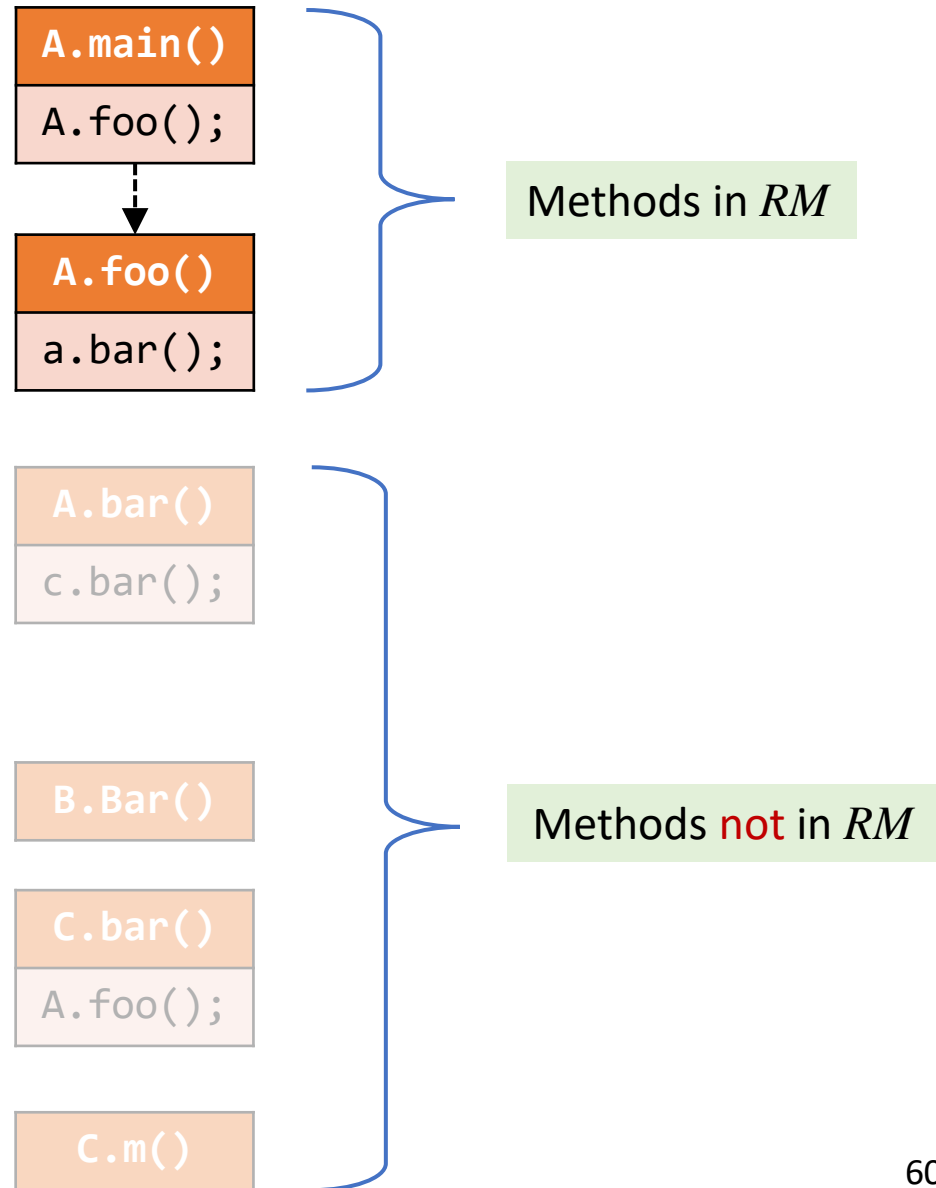 A.main()
A.foo();
Methods in RM
A.foo()
a.bar();
A.bar()
c.bar();
B.Bar()
Methods not in RM
C.bar()
A.foo();
C.m()
60